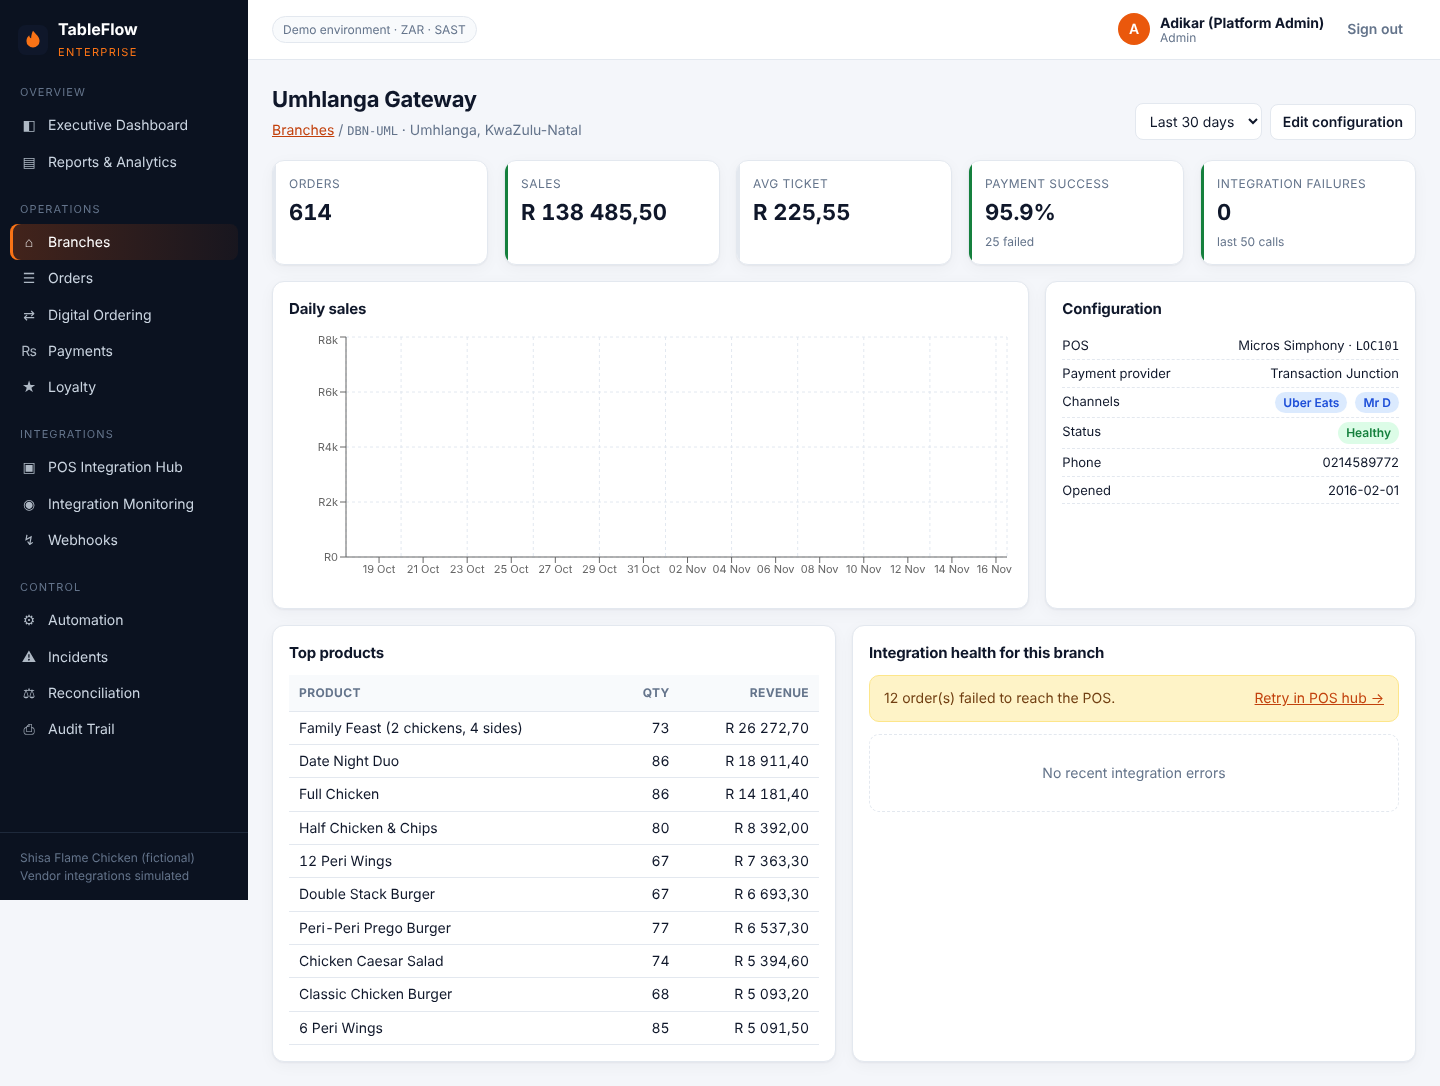 TableFlow
ENTERPRISE
OVERVIEW
Executive Dashboard
Reports & Analytics
OPERATIONS
Branches
Orders
Digital Ordering
Rs Payments
Loyalty
INTEGRATIONS
POS Integration Hub
Integration Monitoring
Webhooks
CONTROL
Automation
Incidents
Reconciliation
Audit Trail
Shisa Flame Chicken (fictional)
Vendor integrations simulated
Demo environment · ZAR · SAST
A
Adikar (Platform Admin)
Admin
Sign out
Umhlanga Gateway
Branches / DBN-UML · Umhlanga, KwaZulu-Natal
Last 30 days
Edit configuration
ORDERS
614
SALES
R 138 485,50
AVG TICKET
R 225,55
PAYMENT SUCCESS
95.9%
25 failed
INTEGRATION FAILURES
0
last 50 calls
Daily sales
R8k
R6k
R4k
R2k
R0
19 Oct 21 Oct 23 Oct 25 Oct 27 Oct 29 Oct 31 Oct 02 Nov 04 Nov 06 Nov 08 Nov 10 Nov 12 Nov 14 Nov 16 Nov
Configuration
POS Micros Simphony · LOC101
Payment provider Transaction Junction
Channels Uber Eats Mr D
Status Healthy
Phone 0214589772
Opened 2016-02-01
Top products
PRODUCT QTY REVENUE
Family Feast (2 chickens, 4 sides) 73 R 26 272,70
Date Night Duo 86 R 18 911,40
Full Chicken 86 R 14 181,40
Half Chicken & Chips 80 R 8 392,00
12 Peri Wings 67 R 7 363,30
Double Stack Burger 67 R 6 693,30
Peri-Peri Prego Burger 77 R 6 537,30
Chicken Caesar Salad 74 R 5 394,60
Classic Chicken Burger 68 R 5 093,20
6 Peri Wings 85 R 5 091,50
Integration health for this branch
12 order(s) failed to reach the POS. Retry in POS hub →
No recent integration errors